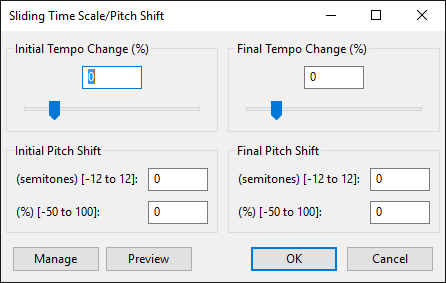 Sliding Time Scale/Pitch Shift
Initial Tempo Change (%)
0
Final Tempo Change (%)
0
Initial Pitch Shift
(semitones) [-12 to 12]: 0
(%) [-50 to 100]: 0
Final Pitch Shift
(semitones) [-12 to 12]: 0
(%) [-50 to 100]: 0
Manage Preview OK Cancel